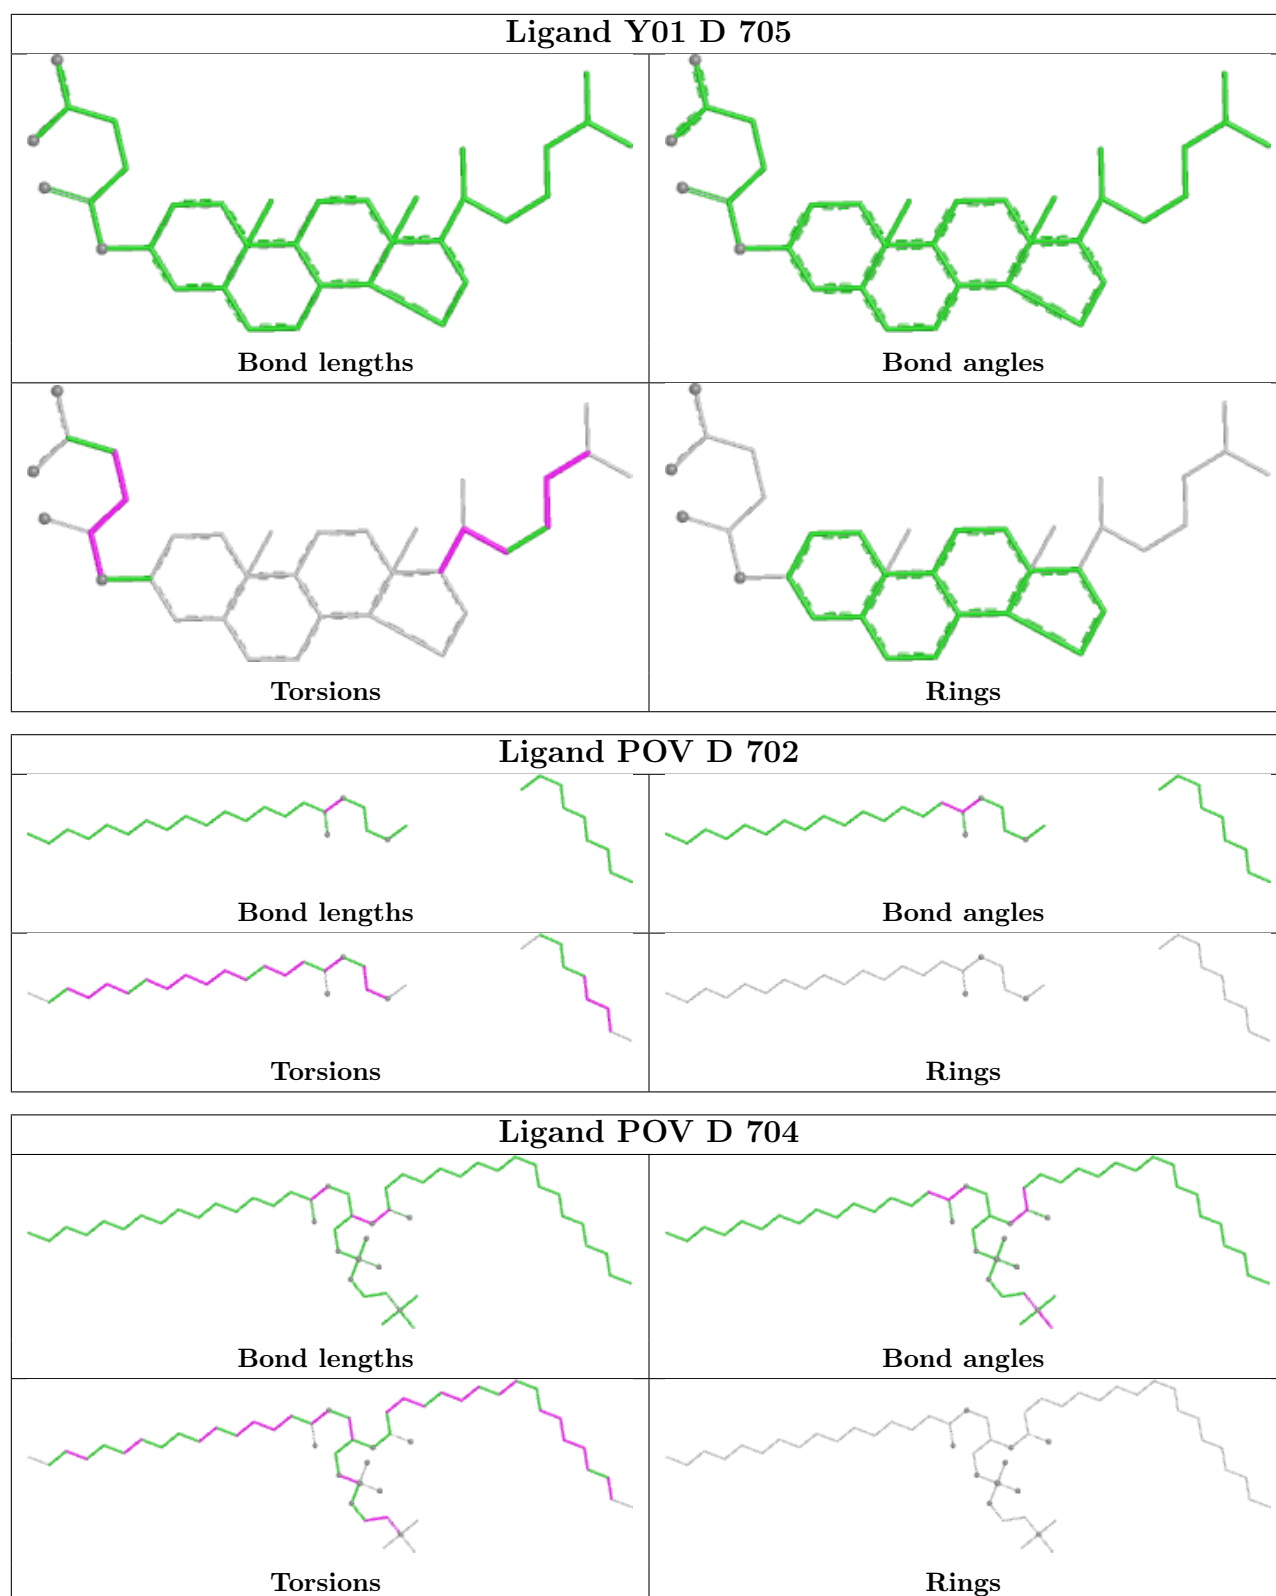 Ligand Y01 D 705
Bond lengths
Bond angles
Torsions
Rings
Ligand POV D 702
Bond lengths
Bond angles
Torsions
Rings
Ligand POV D 704
Bond lengths
Bond angles
Torsions
Rings